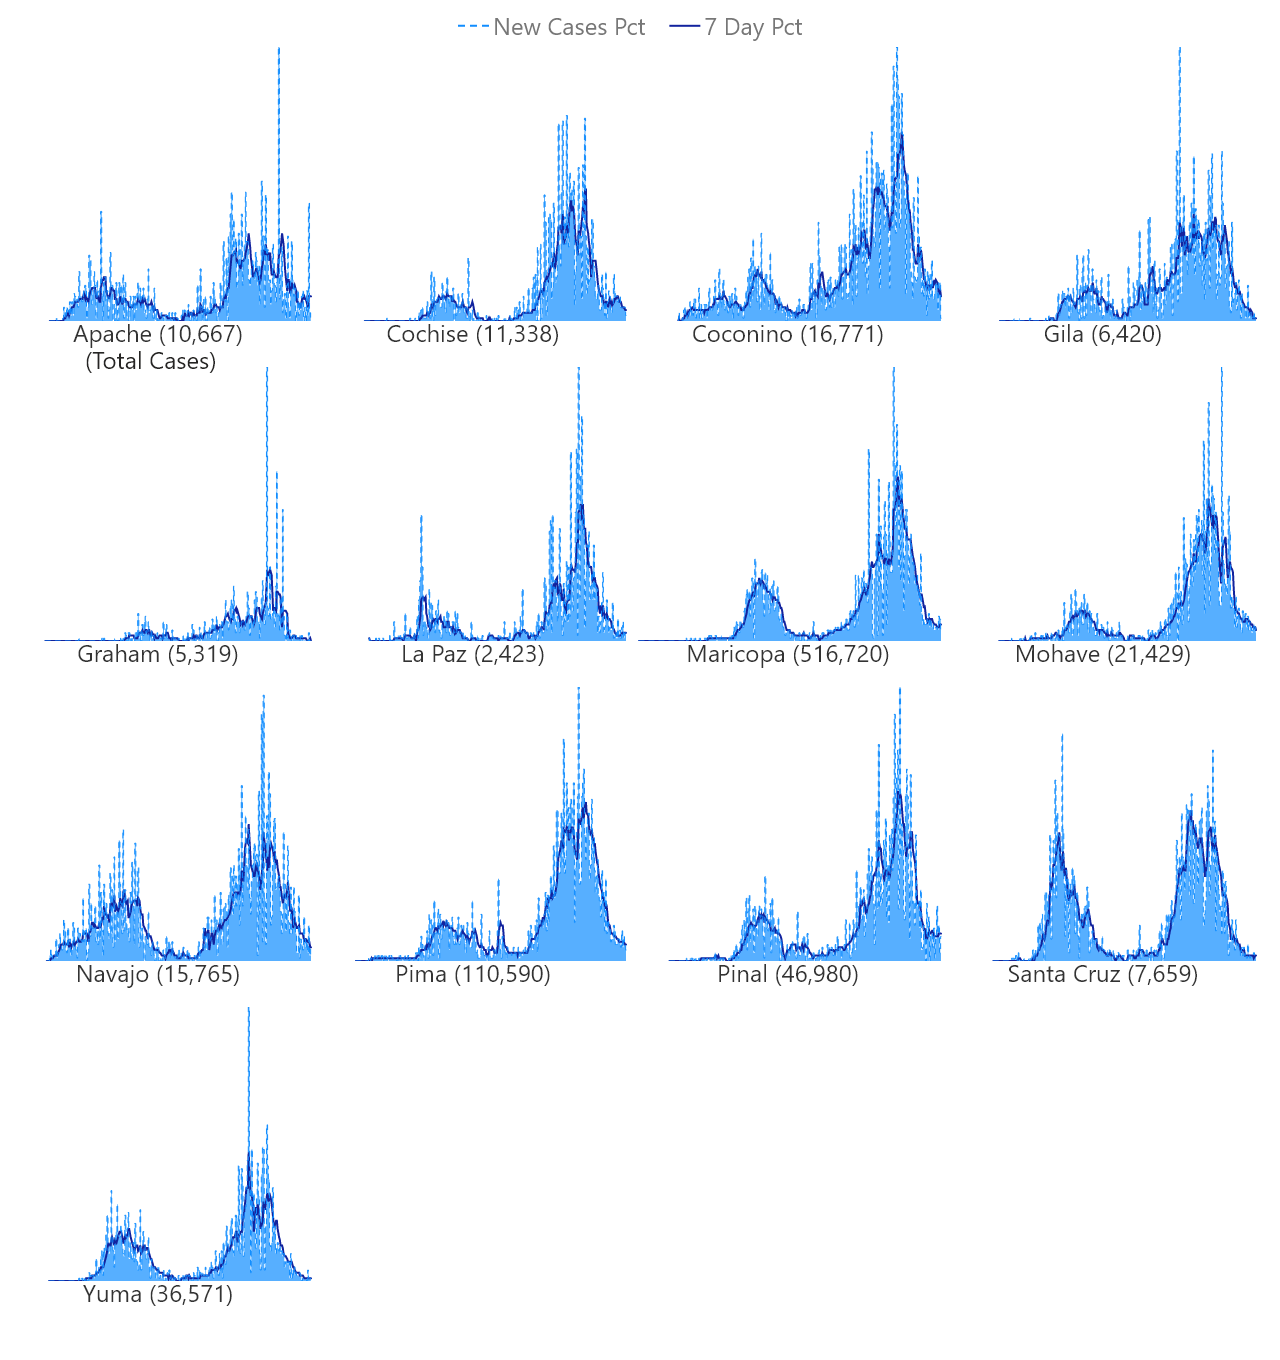 New Cases Pct 7 Day Pct
Apache (10,667) Cochise (11,338) Coconino (16,771) Gila (6,420)
(Total Cases)
Graham (5,319) La Paz (2,423) Maricopa (516,720) Mohave (21,429)
Navajo (15,765) Pima (110,590) Pinal (46,980) Santa Cruz (7,659)
Yuma (36,571)